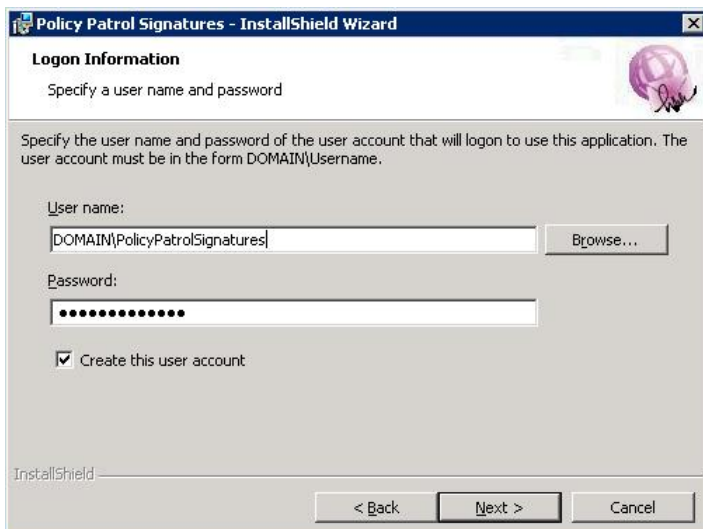 Policy Patrol Signatures - InstallShield Wizard
Logon Information
Specify a user name and password
Specify the user name and password of the user account that will logon to use this application. The
user account must be in the form DOMAIN\Username.
User name:
DOMAIN\PolicyPatrolSignatures
Browse...
Password:
•••••••••••••
Create this user account
InstallShield
< Back
Next >
Cancel